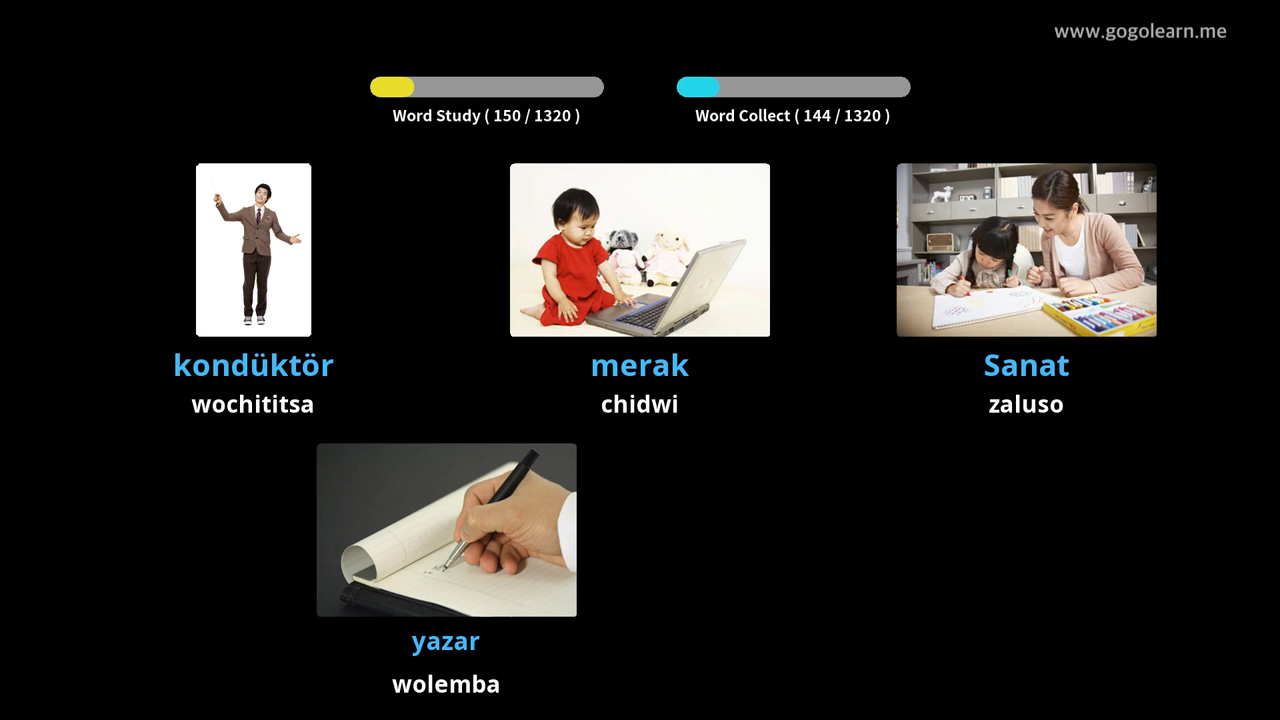 www.gogolearn.me
Word Study ( 150 / 1320 )
Word Collect ( 144 / 1320 )
kondüktör
wochititsa
merak
chidwi
Sanat
zaluso
yazar
wolemba